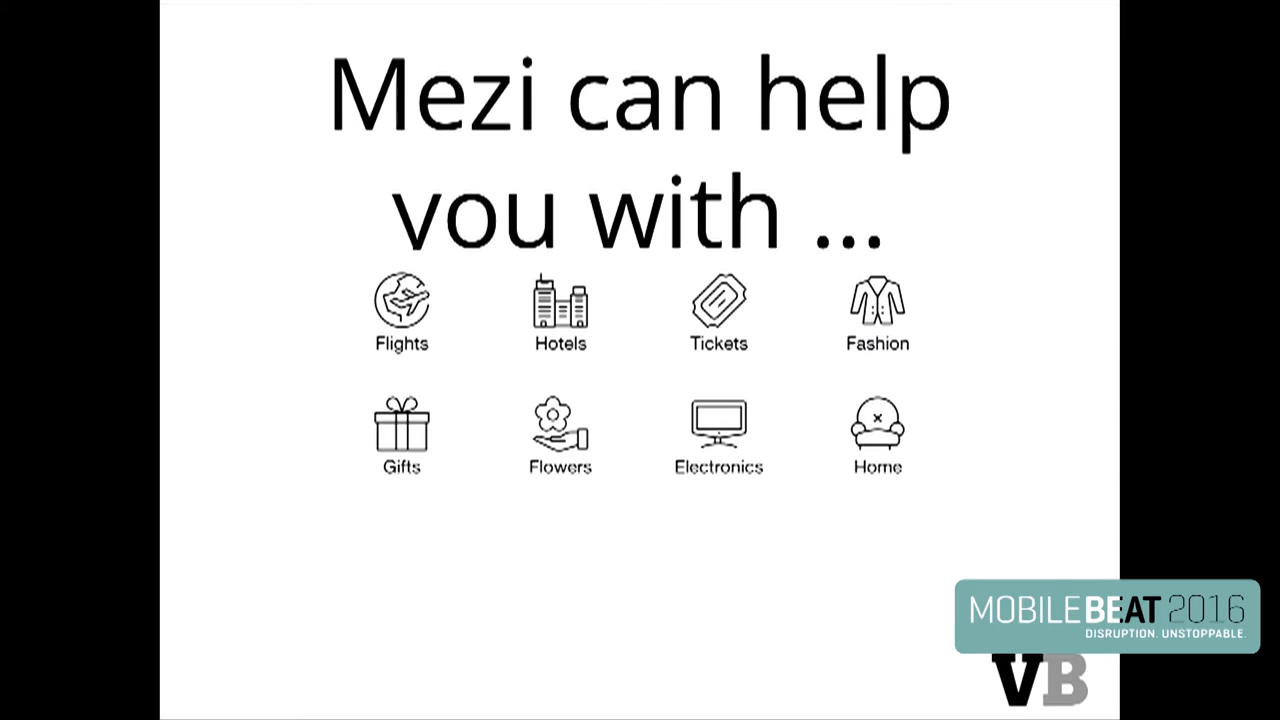 Mezi can help
you with ...
Flights Hotels Tickets Fashion
Gifts Flowers Electronics Home
MOBILEBEAT 2016
DISRUPTION. UNSTOPPABLE.
VB